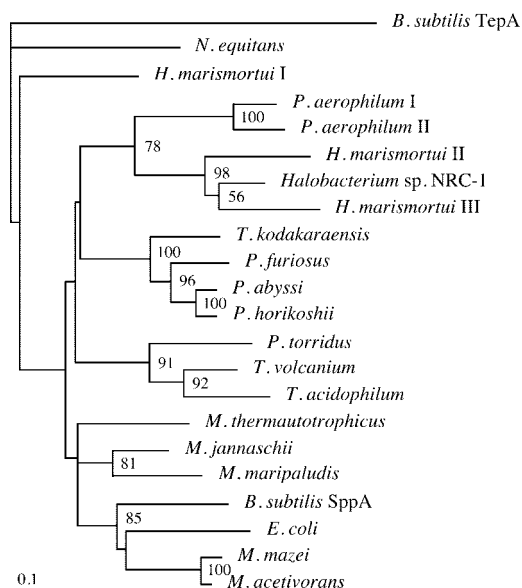 B. subtilis TepA
N. equitans
H. marismortui I
P. aerophilum I
100
P. aerophilum II
78
H. marismortui II
98
Halobacterium sp. NRC-1
56
H. marismortui III
T. kodakaraensis
100
P. furiosus
96
P. abyssi
100
P. horikoshii
P. torridus
91
T. volcanium
92
T. acidophilum
M. thermautotrophicus
M. jannaschii
81
M. maripaludis
B. subtilis SppA
85
E. coli
M. mazei
100
0.1
M. acetivorans